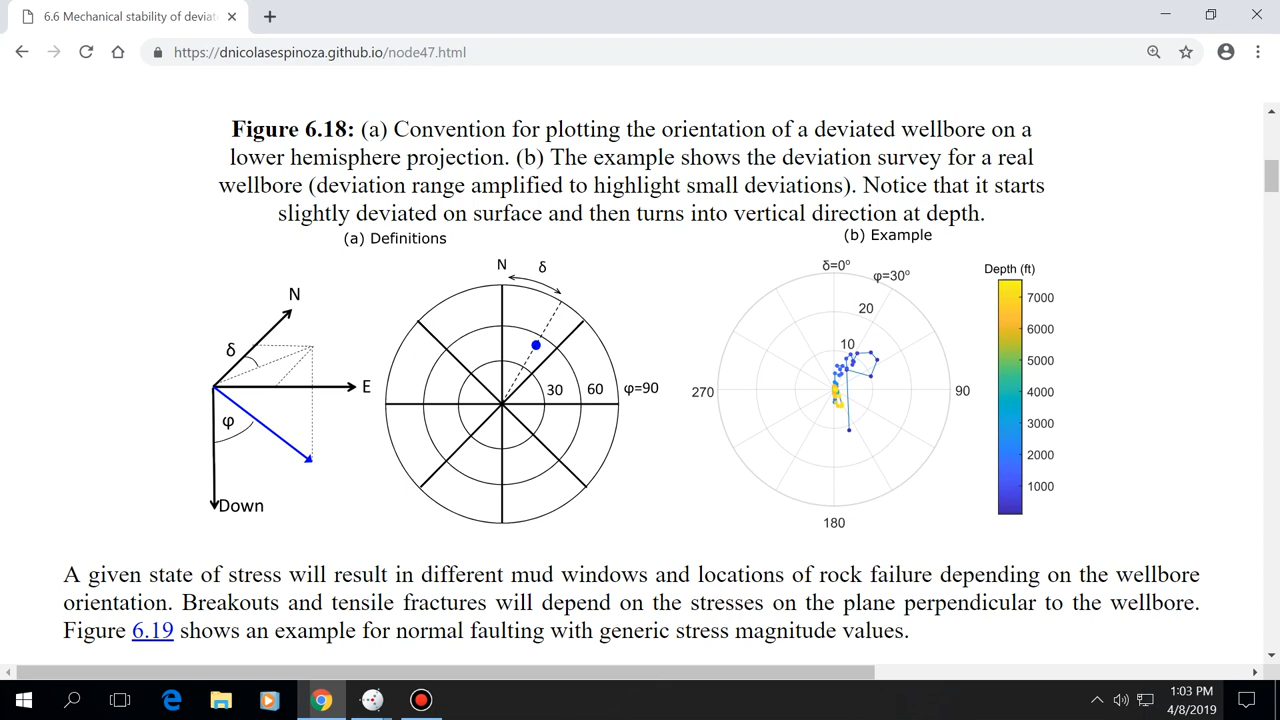 6.6 Mechanical stability of deviat
https://dnicolasespinoza.github.io/node47.html
Figure 6.18: (a) Convention for plotting the orientation of a deviated wellbore on a
lower hemisphere projection. (b) The example shows the deviation survey for a real
wellbore (deviation range amplified to highlight small deviations). Notice that it starts
slightly deviated on surface and then turns into vertical direction at depth.
(a) Definitions
(b) Example
N
δ
E
φ
Down
N
δ
30
60
φ=90
δ=0º
φ=30º
20
10
270
90
180
Depth (ft)
7000
6000
5000
4000
3000
2000
1000
A given state of stress will result in different mud windows and locations of rock failure depending on the wellbore
orientation. Breakouts and tensile fractures will depend on the stresses on the plane perpendicular to the wellbore.
Figure 6.19 shows an example for normal faulting with generic stress magnitude values.
1:03 PM
4/8/2019